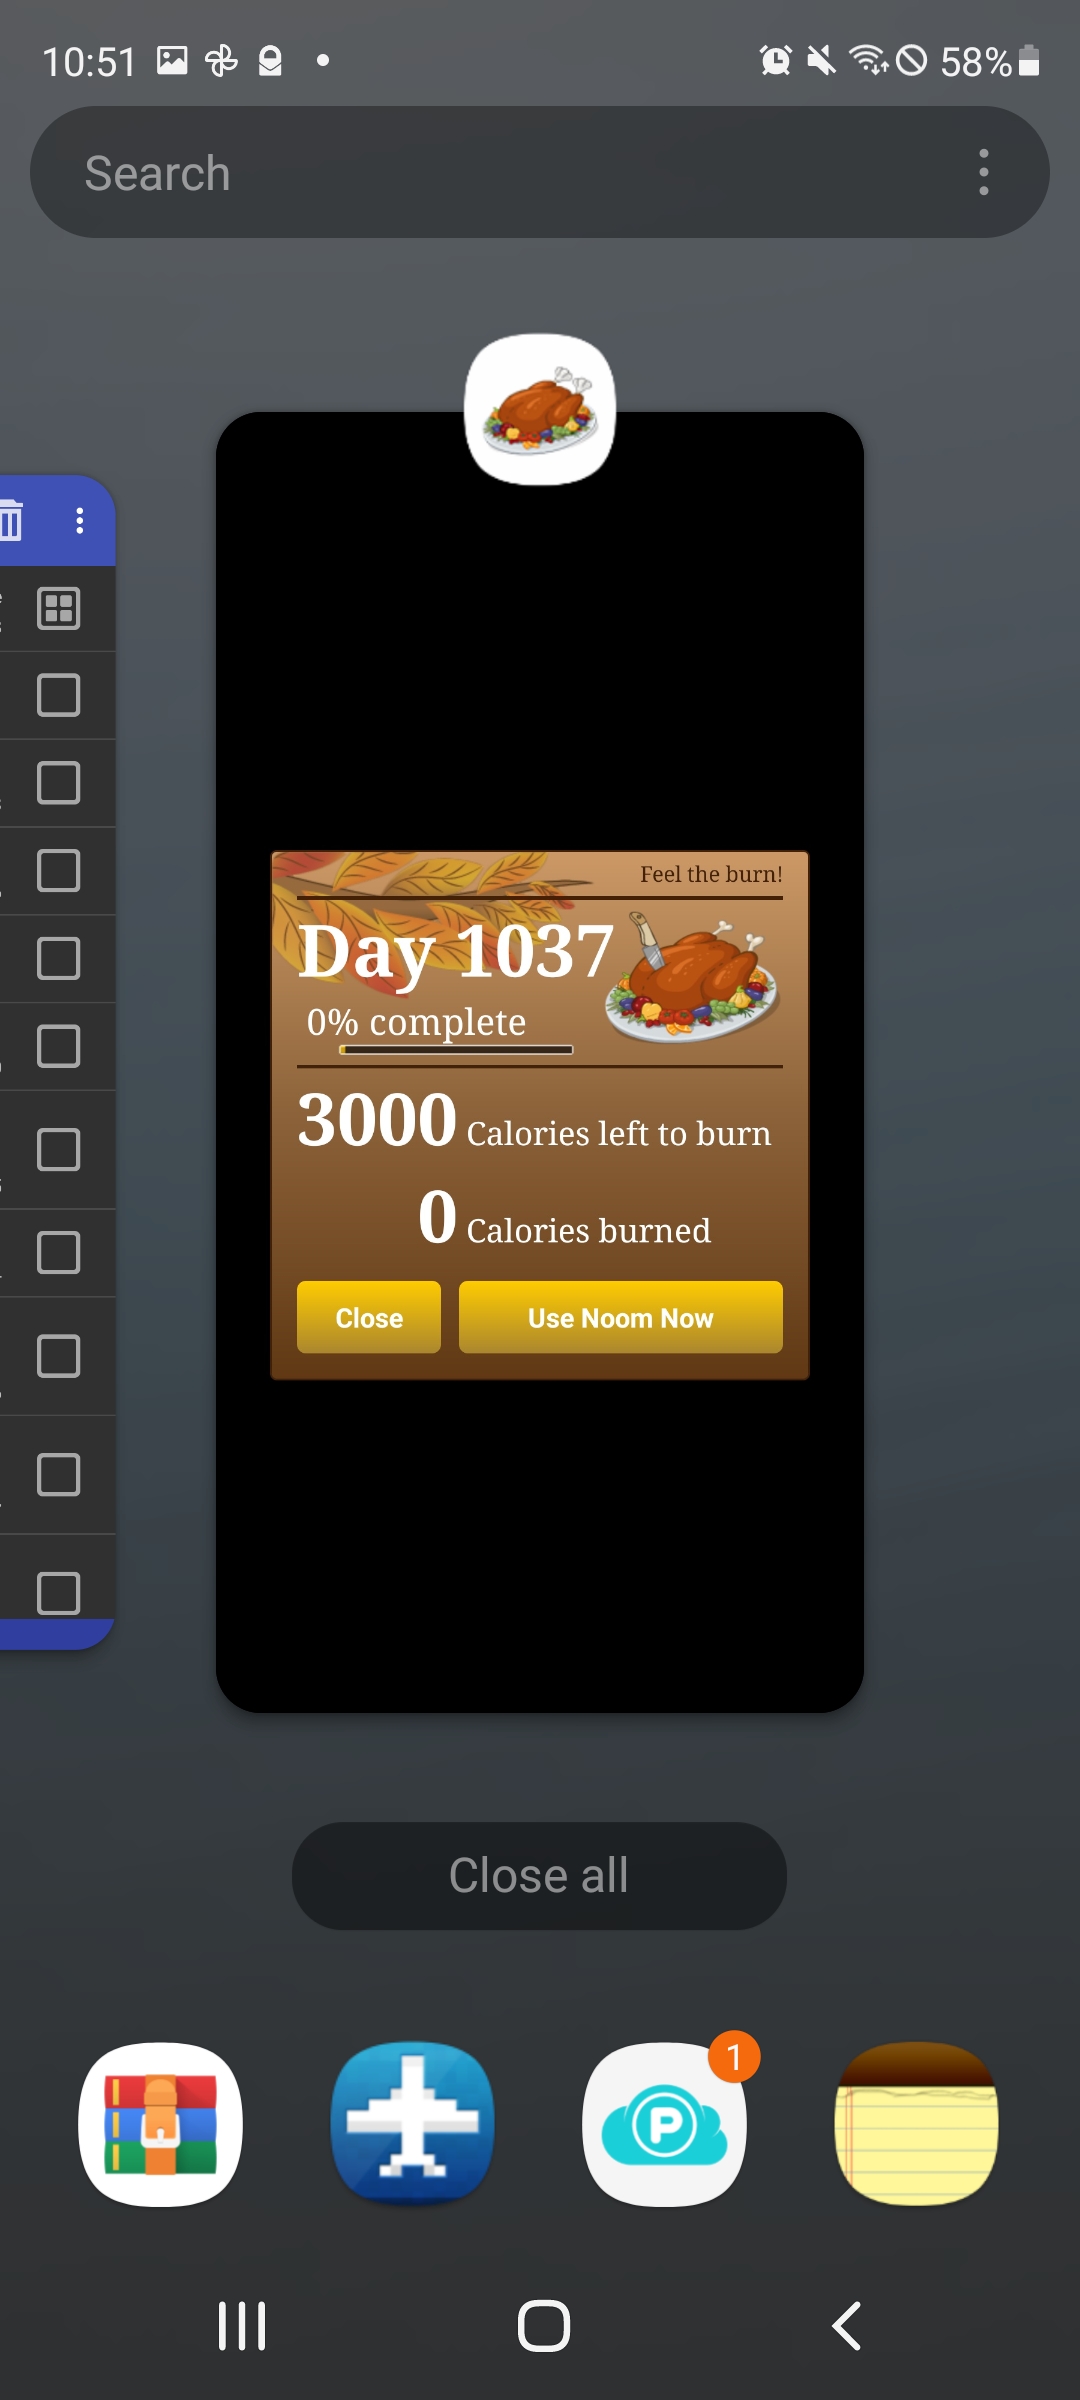 10:51
58%
Search
Feel the burn!
Day 1037
0% complete
3000 Calories left to burn
0 Calories burned
Close
Use Noom Now
Close all
1
P